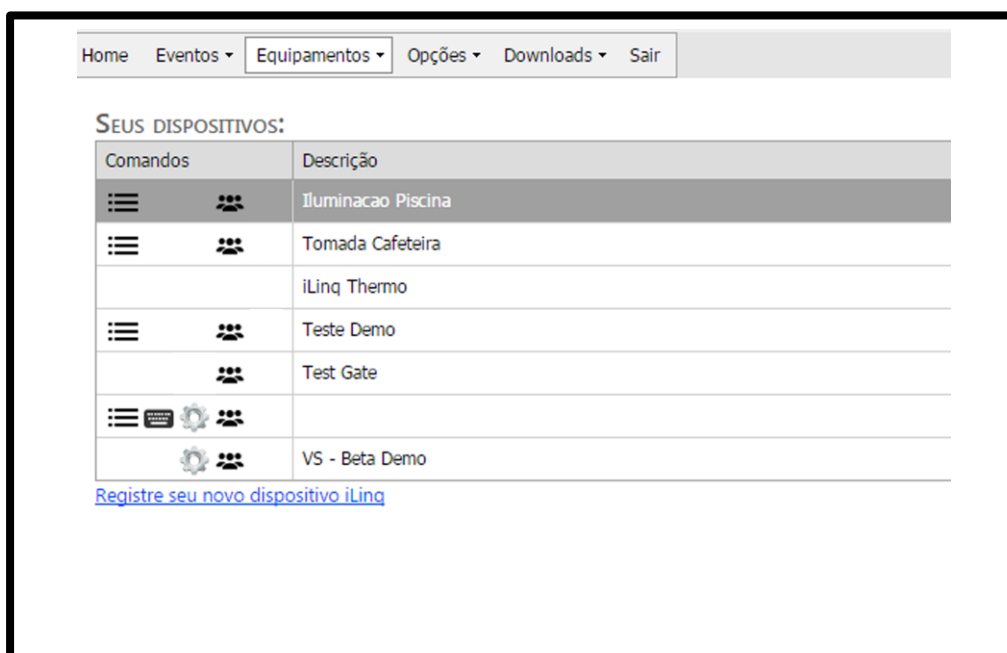 Home Eventos Equipamentos Opções Downloads Sair
Seus dispositivos:
Comandos Descrição
Iluminacao Piscina
Tomada Cafeteira
iLinq Thermo
Teste Demo
Test Gate
VS - Beta Demo
Registre seu novo dispositivo iLinq